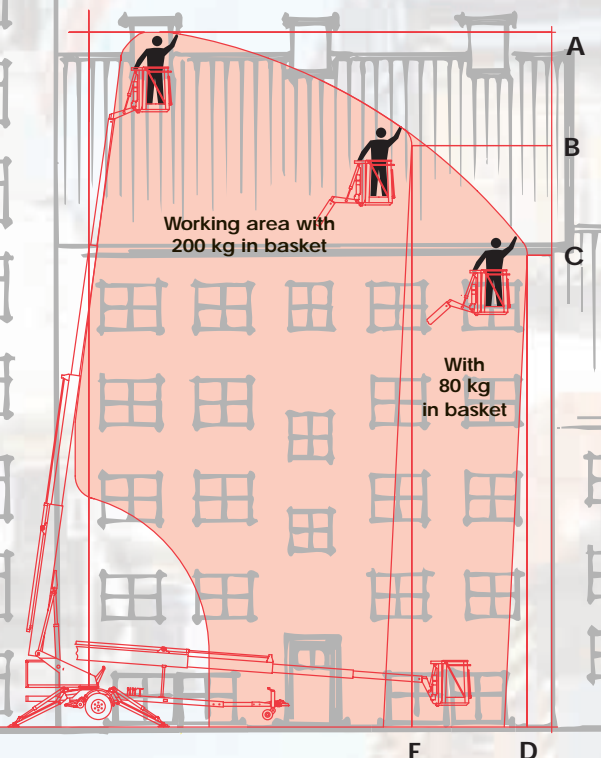 A
B
Working area with
200 kg in basket
C
With
80 kg
in basket
E
D